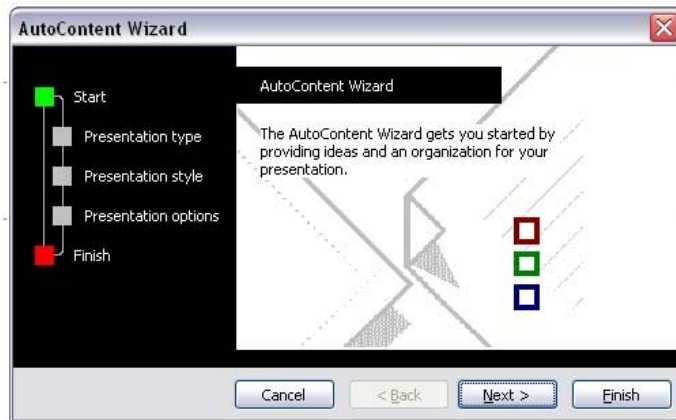 AutoContent Wizard
Start
Presentation type
Presentation style
Presentation options
Finish
AutoContent Wizard
The AutoContent Wizard gets you started by
providing ideas and an organization for your
presentation.
Cancel
< Back
Next >
Finish